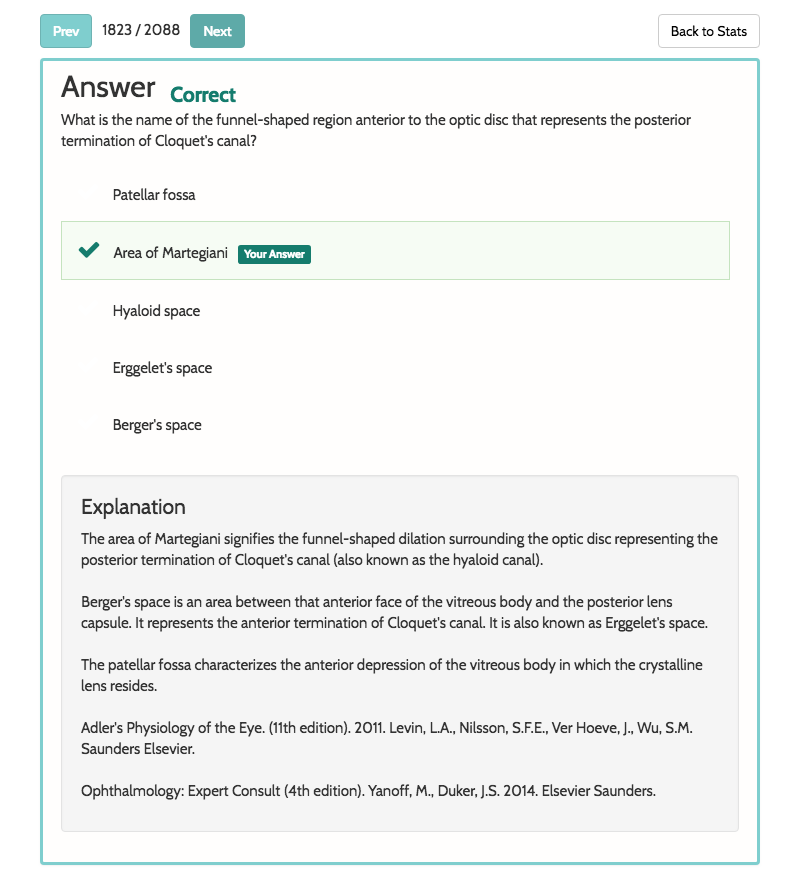 Prev 1823 / 2088 Next Back to Stats
Answer Correct
What is the name of the funnel-shaped region anterior to the optic disc that represents the posterior
termination of Cloquet's canal?
Patellar fossa
Area of Martegiani Your Answer
Hyaloid space
Erggelet's space
Berger's space
Explanation
The area of Martegiani signifies the funnel-shaped dilation surrounding the optic disc representing the
posterior termination of Cloquet's canal (also known as the hyaloid canal).
Berger's space is an area between that anterior face of the vitreous body and the posterior lens
capsule. It represents the anterior termination of Cloquet's canal. It is also known as Erggelet's space.
The patellar fossa characterizes the anterior depression of the vitreous body in which the crystalline
lens resides.
Adler's Physiology of the Eye. (11th edition). 2011. Levin, L.A., Nilsson, S.F.E., Ver Hoeve, J., Wu, S.M.
Saunders Elsevier.
Ophthalmology: Expert Consult (4th edition). Yanoff, M., Duker, J.S. 2014. Elsevier Saunders.